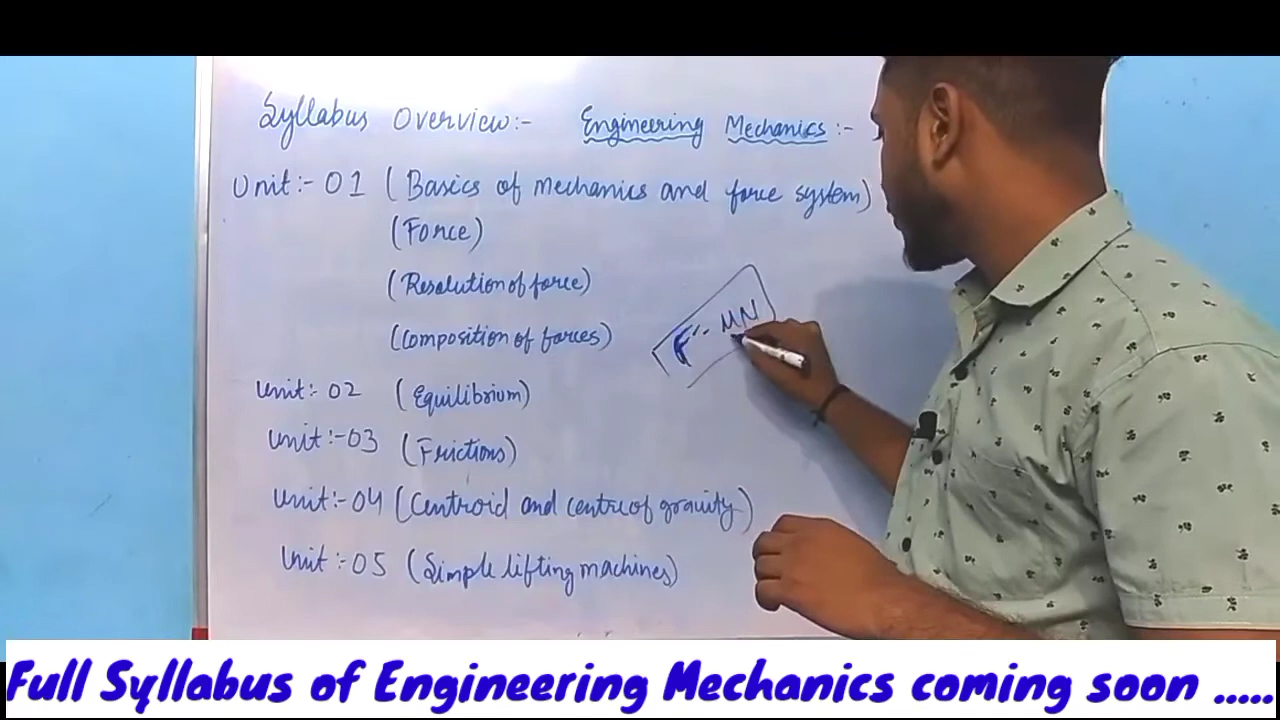 Syllabus Overview:- Engineering Mechanics :-
Unit:- 01 (Basics of mechanics and force system)
(Force)
(Resolution of force)
(Composition of forces)
F:- μN
Unit:- 02 (Equilibrium)
Unit:-03 (Frictions)
Unit:-04 (Centroid and centre of gravity)
Unit:-05 (Simple lifting machines)
Full Syllabus of Engineering Mechanics coming soon .....